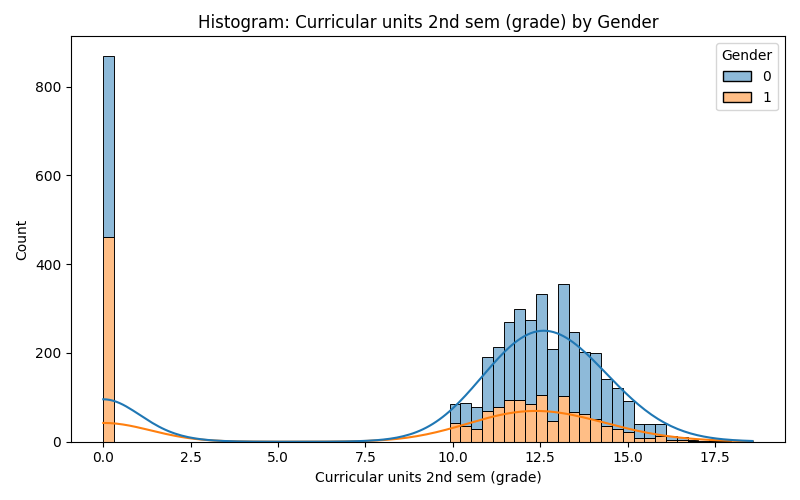 Histogram: Curricular units 2nd sem (grade) by Gender
Gender
0
1
Count
800
600
400
200
0
0.0 2.5 5.0 7.5 10.0 12.5 15.0 17.5
Curricular units 2nd sem (grade)